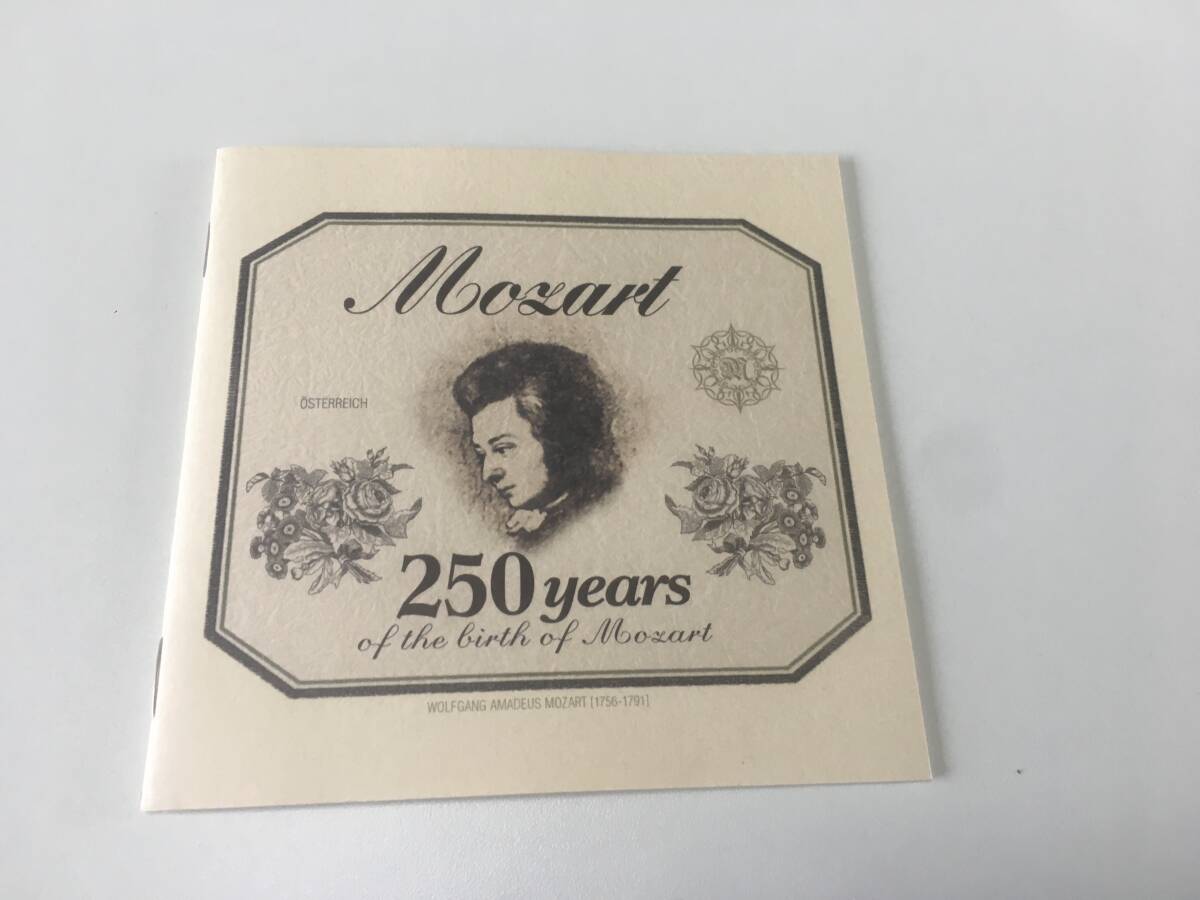 Mozart
M
ÖSTERREICH
250 years
of the birth of Mozart
WOLFGANG AMADEUS MOZART [1756-1791]